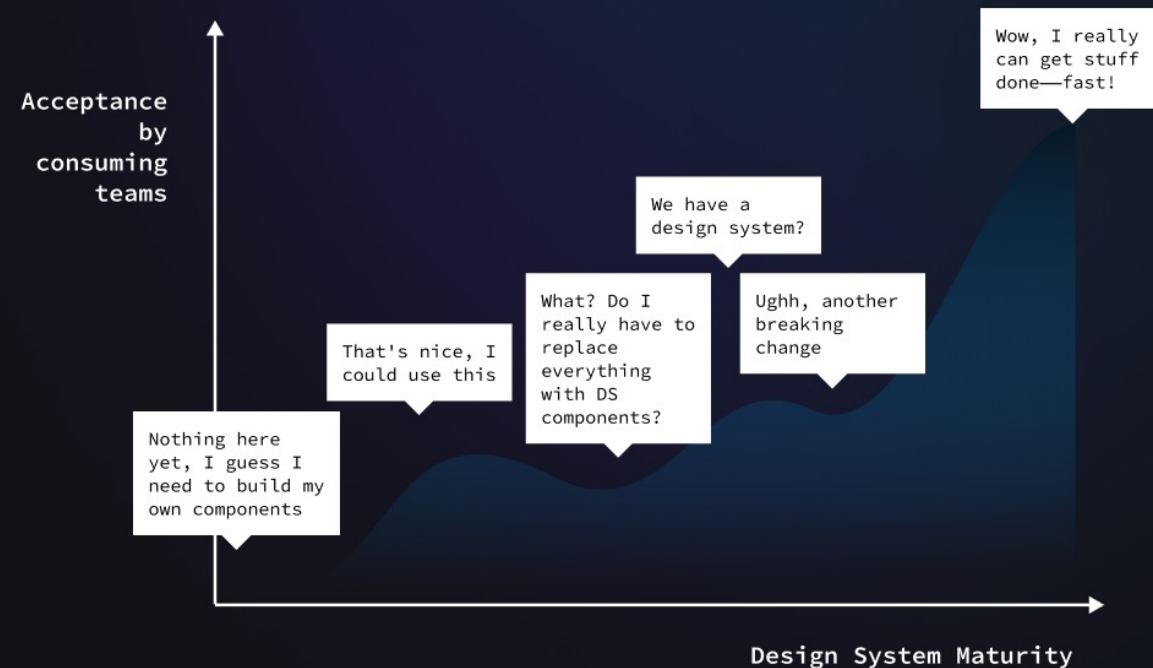 Acceptance
by
consuming
teams
Nothing here
yet, I guess I
need to build my
own components
That's nice, I
could use this
What? Do I
really have to
replace
everything
with DS
components?
We have a
design system?
Ughh, another
breaking
change
Wow, I really
can get stuff
done——fast!
Design System Maturity